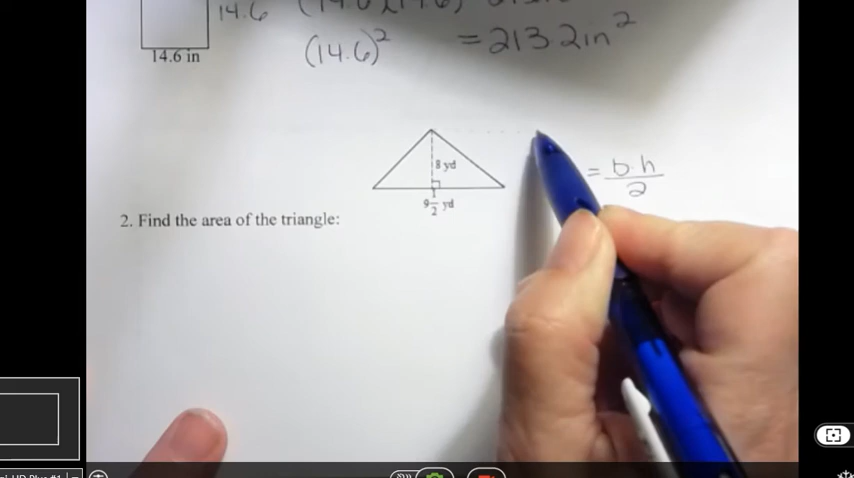 14.6
14.6 in
(14.6)² = 213.2in²
8 yd
= b·h
2
9 1/2 yd
2. Find the area of the triangle: